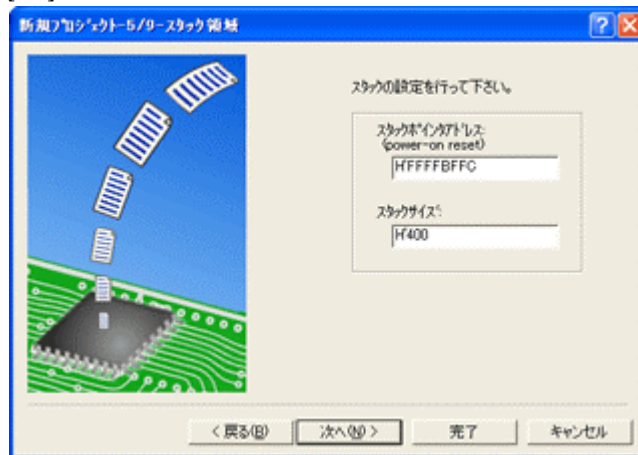 新規ﾌﾟﾛｼﾞｪｸﾄ-5/9-ｽﾀｯｸ領域
ｽﾀｯｸの設定を行って下さい。
ｽﾀｯｸﾎﾟｲﾝﾀｱﾄﾞﾚｽ:
(power-on reset)
H'FFFFBFFC
ｽﾀｯｸｻｲｽﾞ:
H'400
< 戻る(B)
次へ(N) >
完了
キャンセル